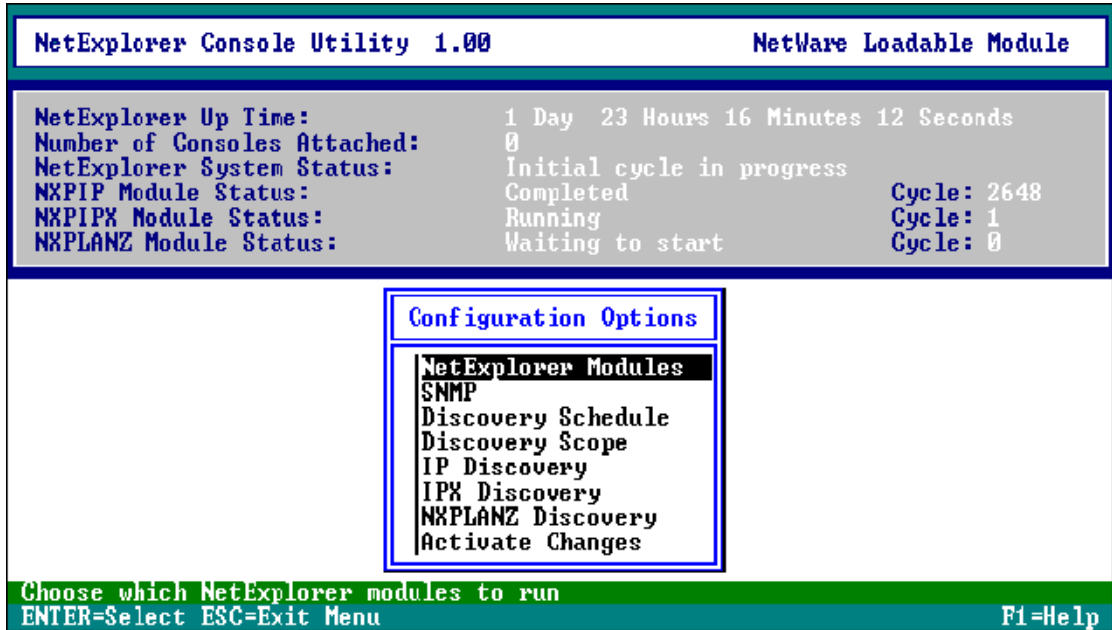 NetExplorer Console Utility 1.00 NetWare Loadable Module
NetExplorer Up Time: 1 Day 23 Hours 16 Minutes 12 Seconds
Number of Consoles Attached: 0
NetExplorer System Status: Initial cycle in progress
NXPIP Module Status: Completed Cycle: 2648
NXPIPX Module Status: Running Cycle: 1
NXPLANZ Module Status: Waiting to start Cycle: 0
Configuration Options
NetExplorer Modules
SNMP
Discovery Schedule
Discovery Scope
IP Discovery
IPX Discovery
NXPLANZ Discovery
Activate Changes
Choose which NetExplorer modules to run
ENTER=Select ESC=Exit Menu F1=Help